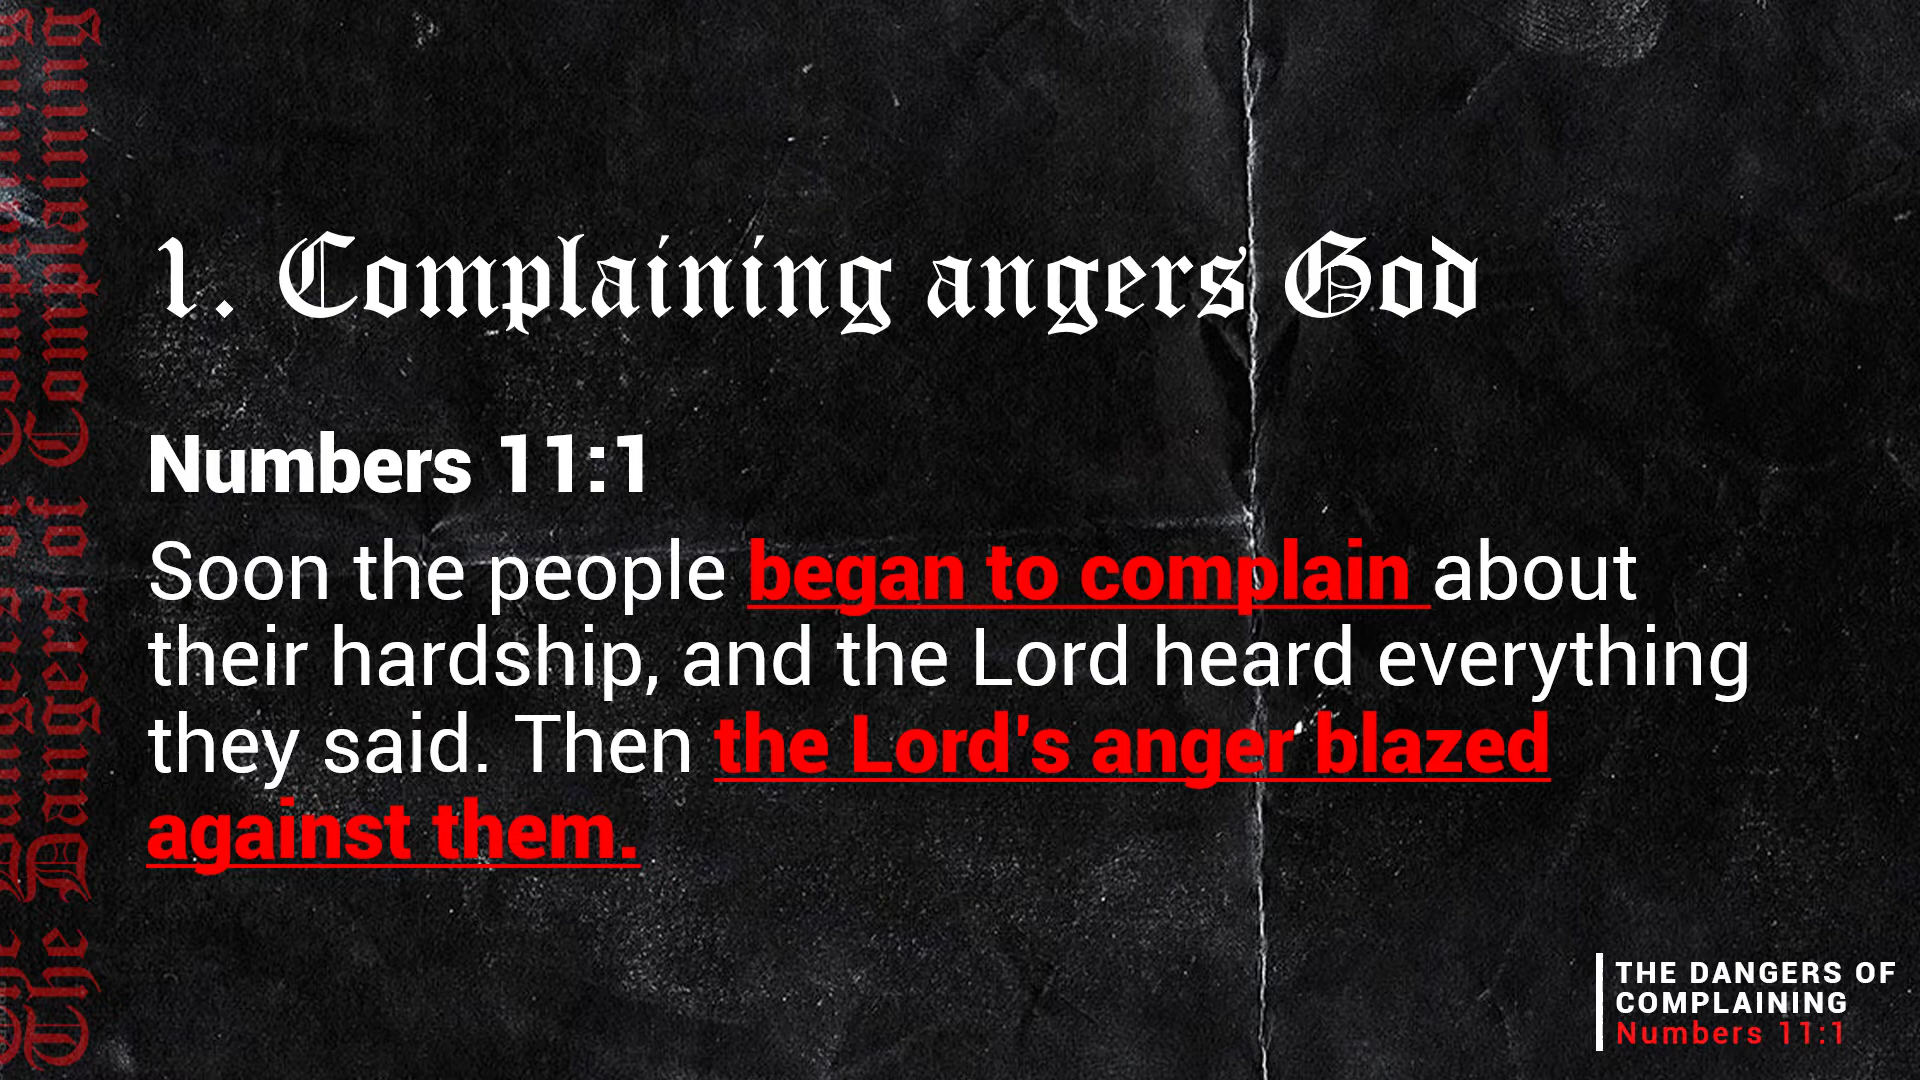 The Dangers of Complaining
1. Complaining angers God
Numbers 11:1
Soon the people began to complain about
their hardship, and the Lord heard everything
they said. Then the Lord’s anger blazed
against them.
THE DANGERS OF
COMPLAINING
Numbers 11:1